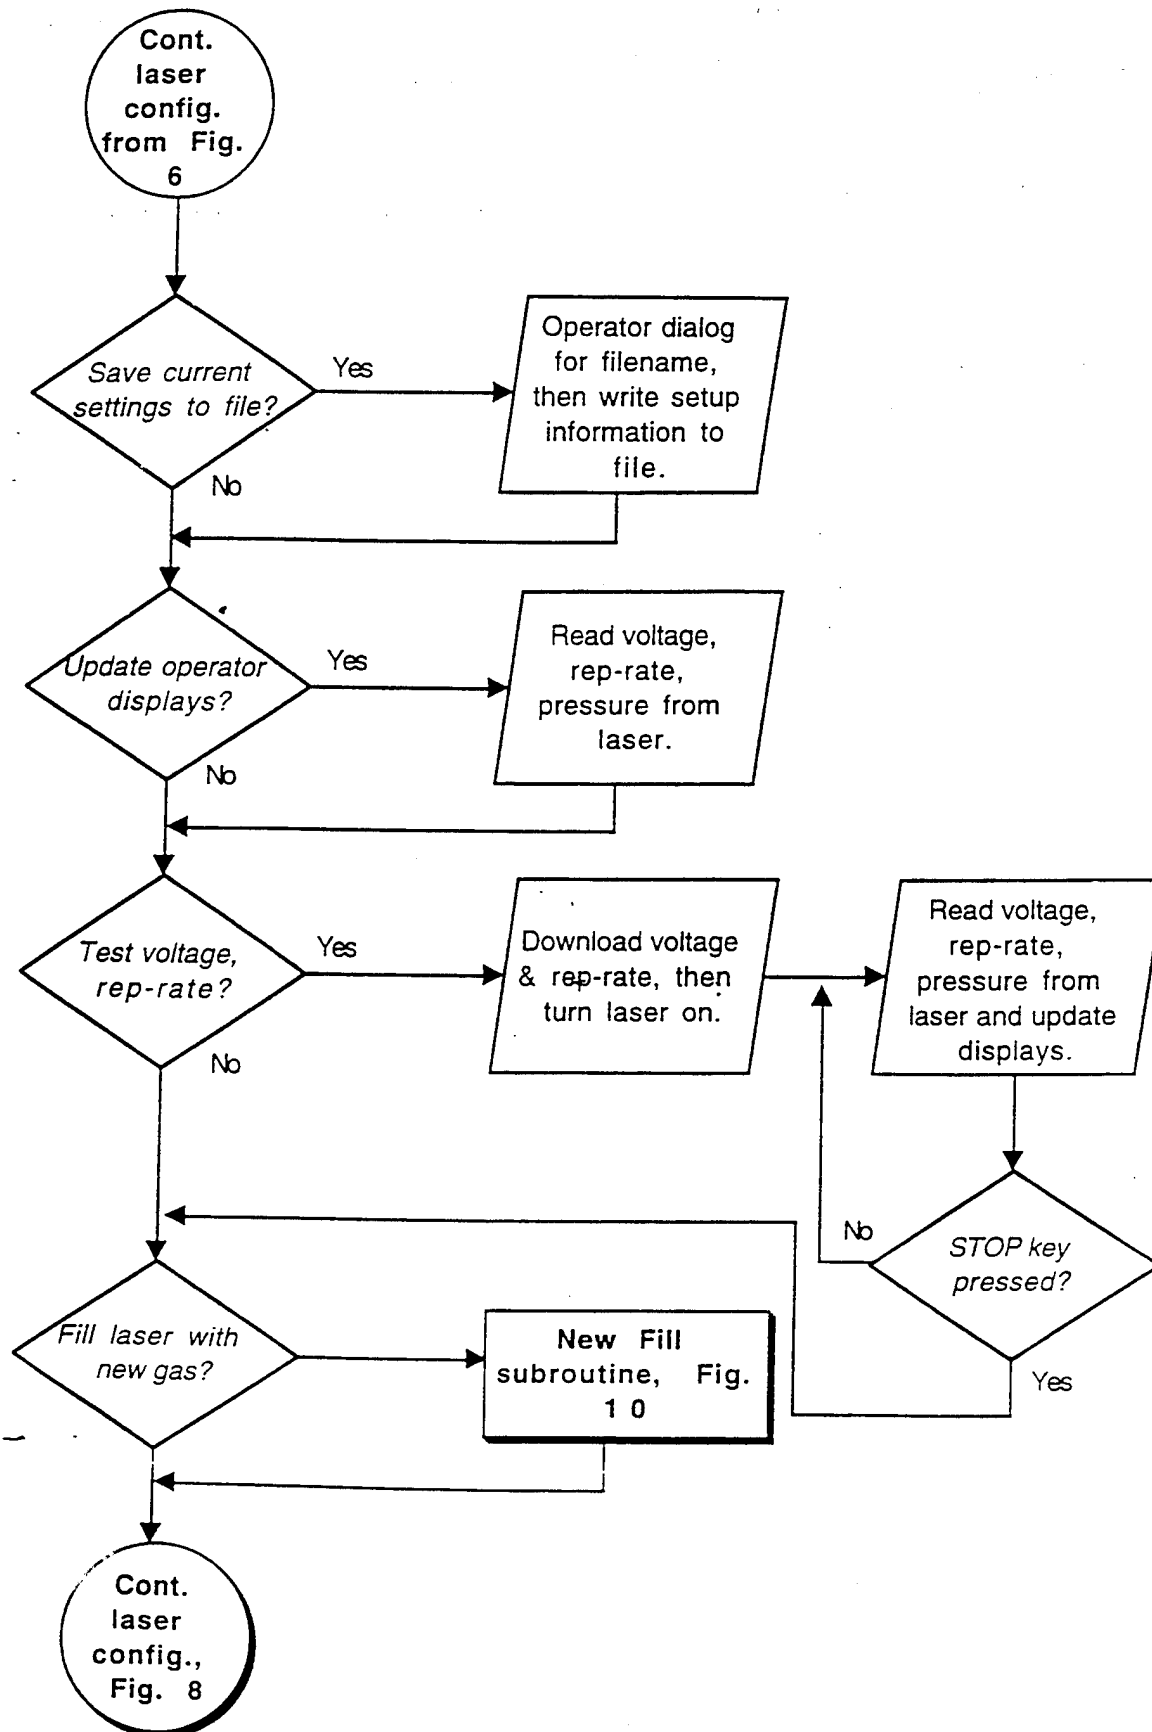 Cont.
laser
config.
from Fig.
6
Save current
settings to file?
Yes
No
Operator dialog
for filename,
then write setup
information to
file.
Update operator
displays?
Yes
No
Read voltage,
rep-rate,
pressure from
laser.
Test voltage,
rep-rate?
Yes
No
Download voltage
& rep-rate, then
turn laser on.
Read voltage,
rep-rate,
pressure from
laser and update
displays.
STOP key
pressed?
No
Yes
Fill laser with
new gas?
New Fill
subroutine, Fig.
1 0
Cont.
laser
config.,
Fig. 8